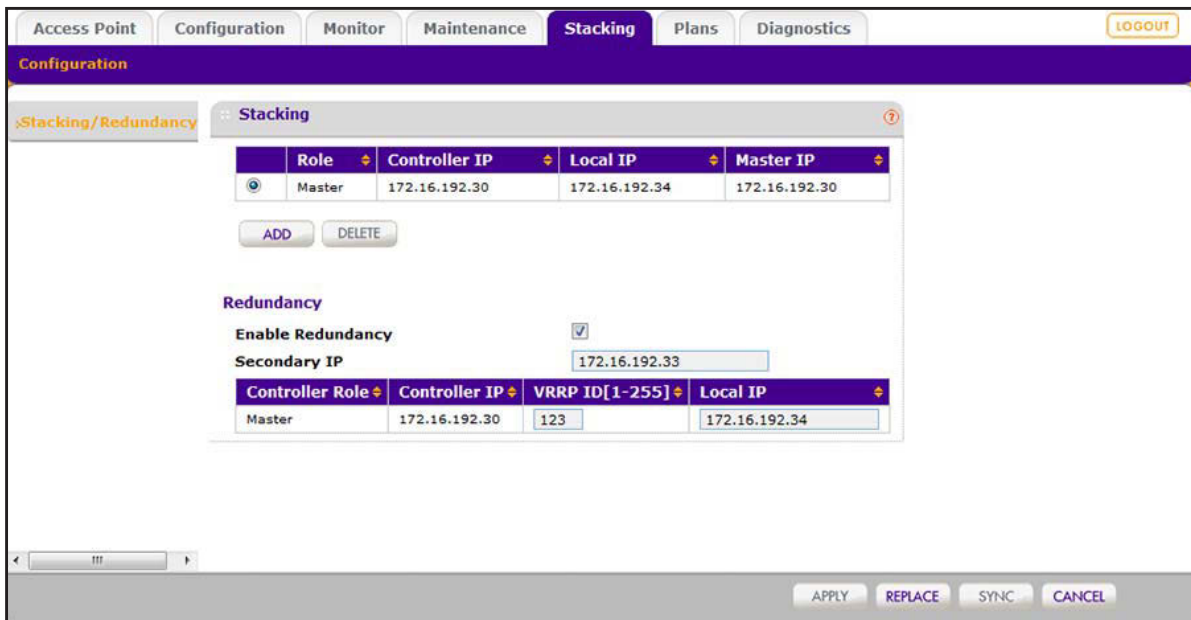 Access Point Configuration Monitor Maintenance Stacking Plans Diagnostics LOGOUT
Configuration
Stacking/Redundancy
Stacking ?
Role Controller IP Local IP Master IP
Master 172.16.192.30 172.16.192.34 172.16.192.30
ADD DELETE
Redundancy
Enable Redundancy
Secondary IP 172.16.192.33
Controller Role Controller IP VRRP ID[1-255] Local IP
Master 172.16.192.30 123 172.16.192.34
APPLY REPLACE SYNC CANCEL